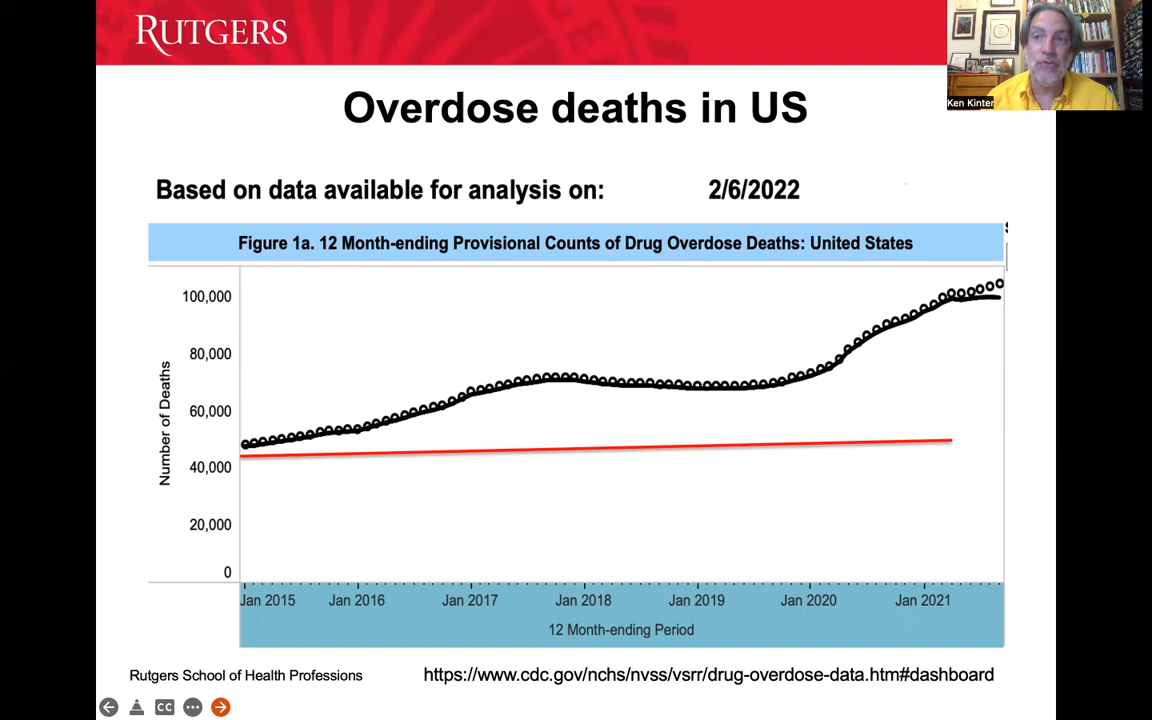 RUTGERS
Ken Kinter
Overdose deaths in US
Based on data available for analysis on: 2/6/2022
Figure 1a. 12 Month-ending Provisional Counts of Drug Overdose Deaths: United States
Number of Deaths
100,000
80,000
60,000
40,000
20,000
0
Jan 2015 Jan 2016 Jan 2017 Jan 2018 Jan 2019 Jan 2020 Jan 2021
12 Month-ending Period
Rutgers School of Health Professions https://www.cdc.gov/nchs/nvss/vsrr/drug-overdose-data.htm#dashboard
CC